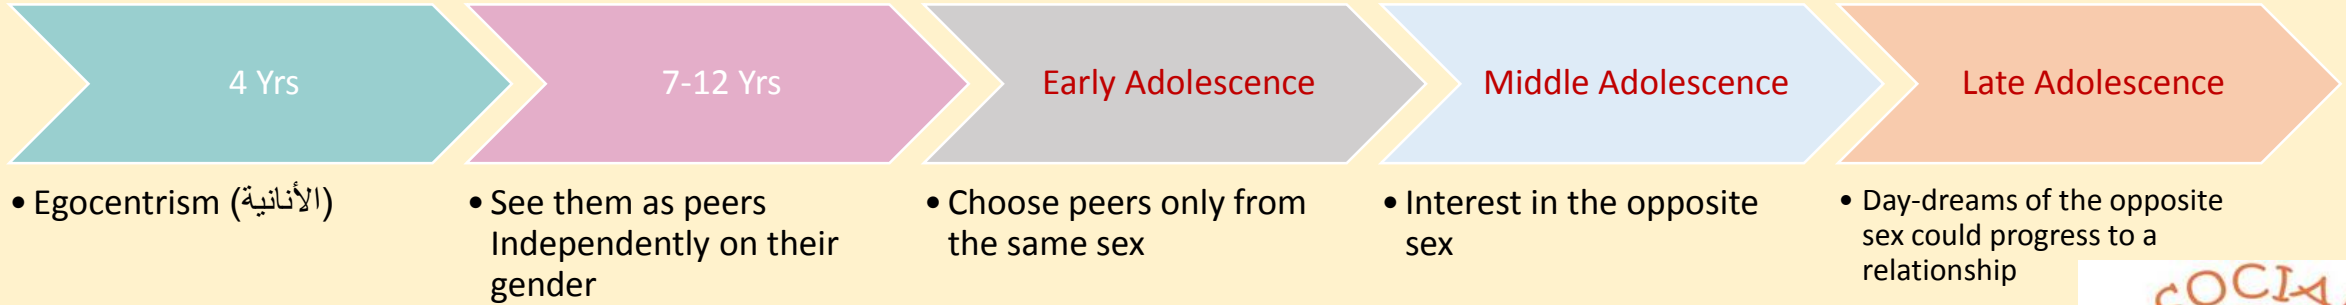 4 Yrs
7-12 Yrs
Early Adolescence
Middle Adolescence
Late Adolescence
• Egocentrism (الأنانية)
• See them as peers
Independently on their
gender
• Choose peers only from
the same sex
• Interest in the opposite
sex
• Day-dreams of the opposite
sex could progress to a
relationship